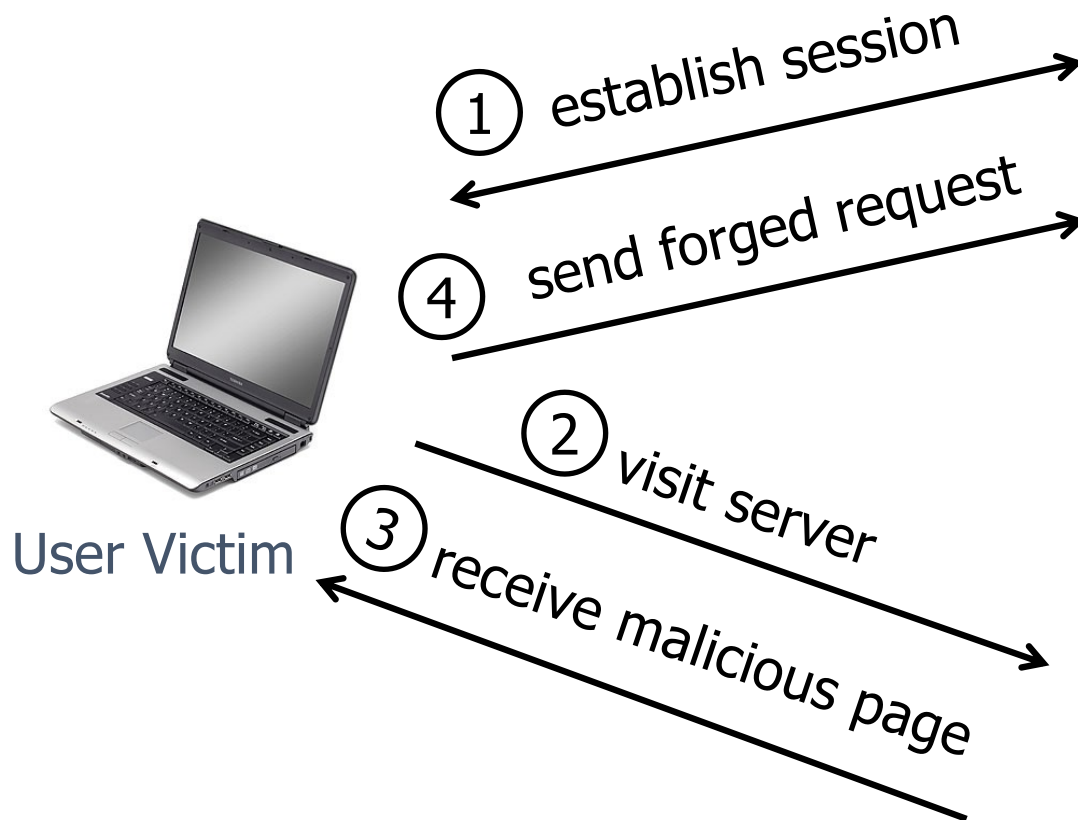 1 establish session
4 send forged request
2 visit server
User Victim
3 receive malicious page